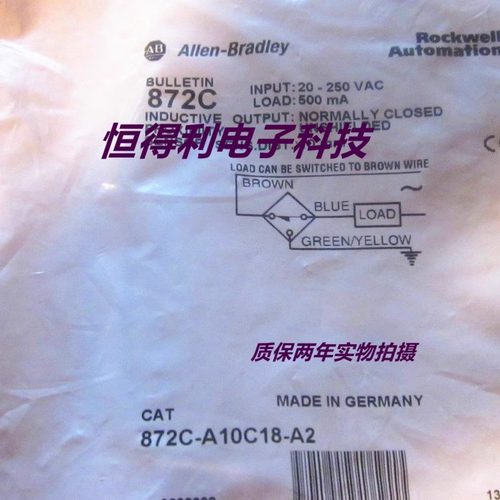 AB Allen-Bradley
Rockwell
Automation
BULLETIN
872C
INPUT: 20 - 250 VAC
LOAD: 500 mA
INDUCTIVE OUTPUT: NORMALLY CLOSED
恒得利电子科技
LOAD CAN BE SWITCHED TO BROWN WIRE
BROWN
BLUE
LOAD
GREEN/YELLOW
质保两年实物拍摄
MADE IN GERMANY
CAT
872C-A10C18-A2